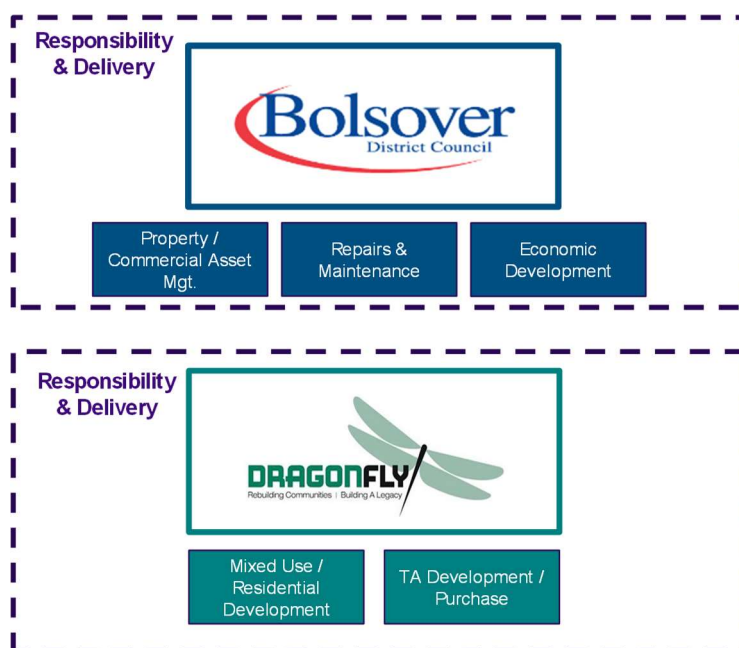 Responsibility
& Delivery
Bolsover
District Council
Property /
Commercial Asset
Mgt.
Repairs &
Maintenance
Economic
Development
Responsibility
& Delivery
DRAGONFLY
Rebuilding Communities | Building A Legacy
Mixed Use /
Residential
Development
TA Development /
Purchase